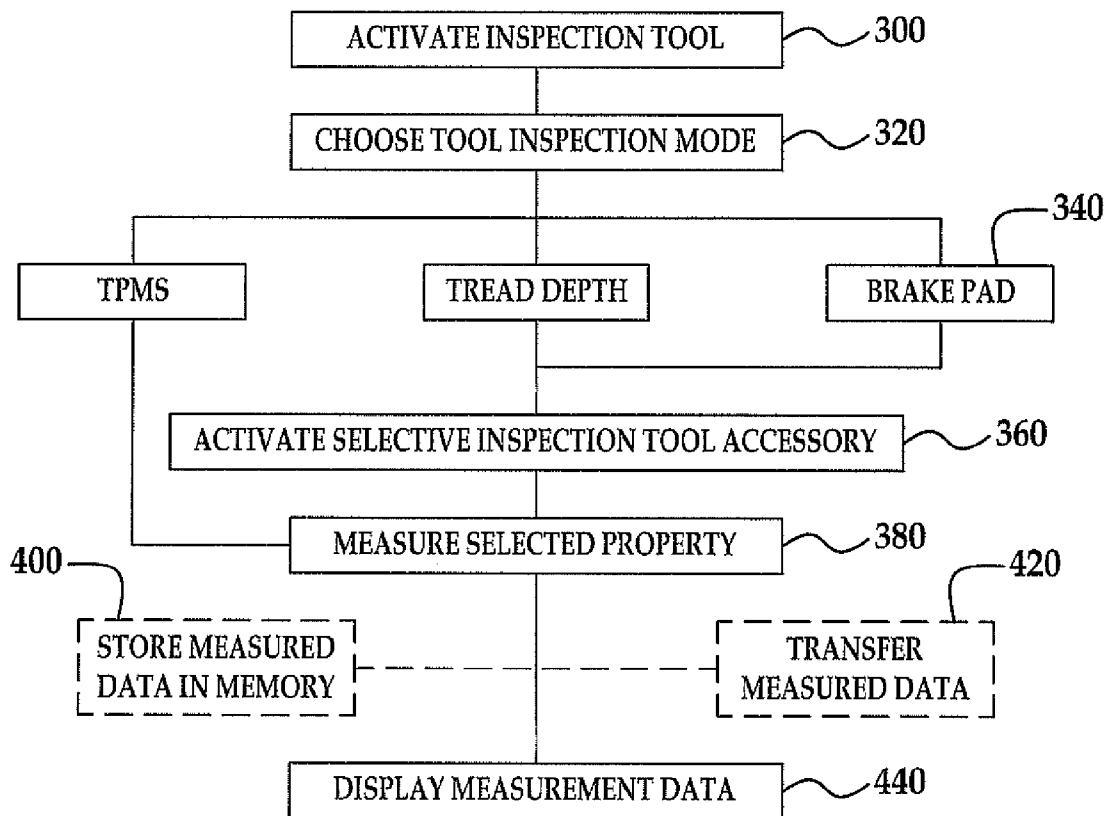 ACTIVATE INSPECTION TOOL
300
CHOOSE TOOL INSPECTION MODE
320
340
TPMS
TREAD DEPTH
BRAKE PAD
ACTIVATE SELECTIVE INSPECTION TOOL ACCESSORY
360
MEASURE SELECTED PROPERTY
380
400
420
STORE MEASURED
DATA IN MEMORY
TRANSFER
MEASURED DATA
DISPLAY MEASUREMENT DATA
440